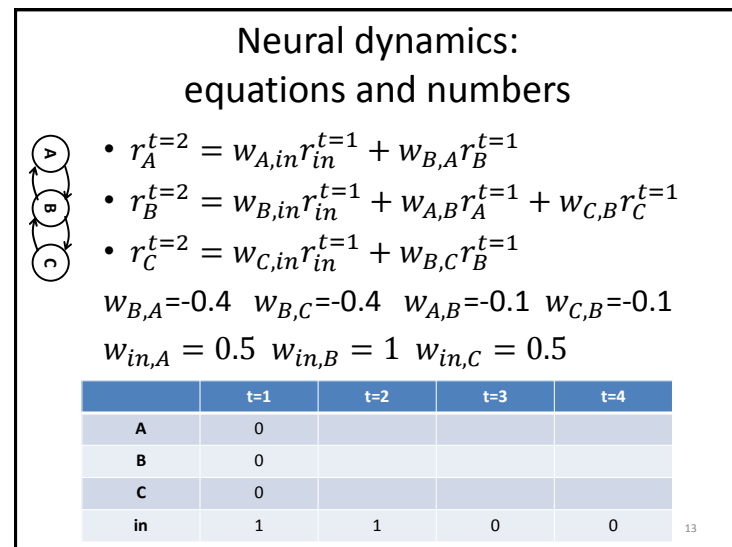 Neural dynamics:
equations and numbers
A
B
C
• $r_A^{t=2} = w_{A,in} r_{in}^{t=1} + w_{B,A} r_B^{t=1}$
• $r_B^{t=2} = w_{B,in} r_{in}^{t=1} + w_{A,B} r_A^{t=1} + w_{C,B} r_C^{t=1}$
• $r_C^{t=2} = w_{C,in} r_{in}^{t=1} + w_{B,C} r_B^{t=1}$
$w_{B,A}$=-0.4 $w_{B,C}$=-0.4 $w_{A,B}$=-0.1 $w_{C,B}$=-0.1
$w_{in,A} = 0.5$ $w_{in,B} = 1$ $w_{in,C} = 0.5$
t=1 t=2 t=3 t=4
A 0
B 0
C 0
in 1 1 0 0
13